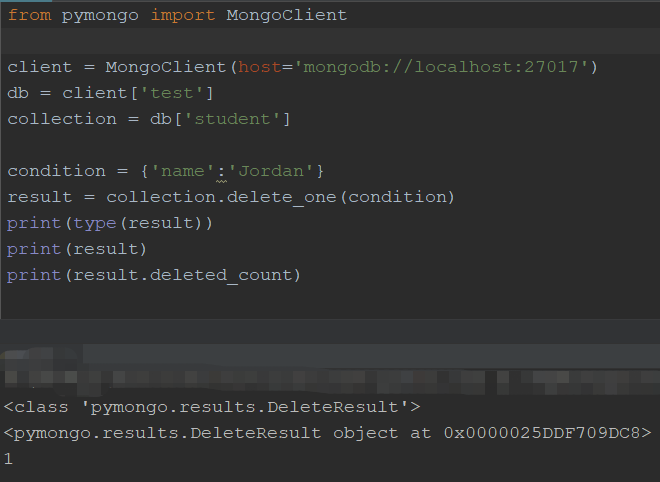 from pymongo import MongoClient
client = MongoClient(host='mongodb://localhost:27017')
db = client['test']
collection = db['student']
condition = {'name':'Jordan'}
result = collection.delete_one(condition)
print(type(result))
print(result)
print(result.deleted_count)
<class 'pymongo.results.DeleteResult'>
<pymongo.results.DeleteResult object at 0x0000025DDF709DC8>
1